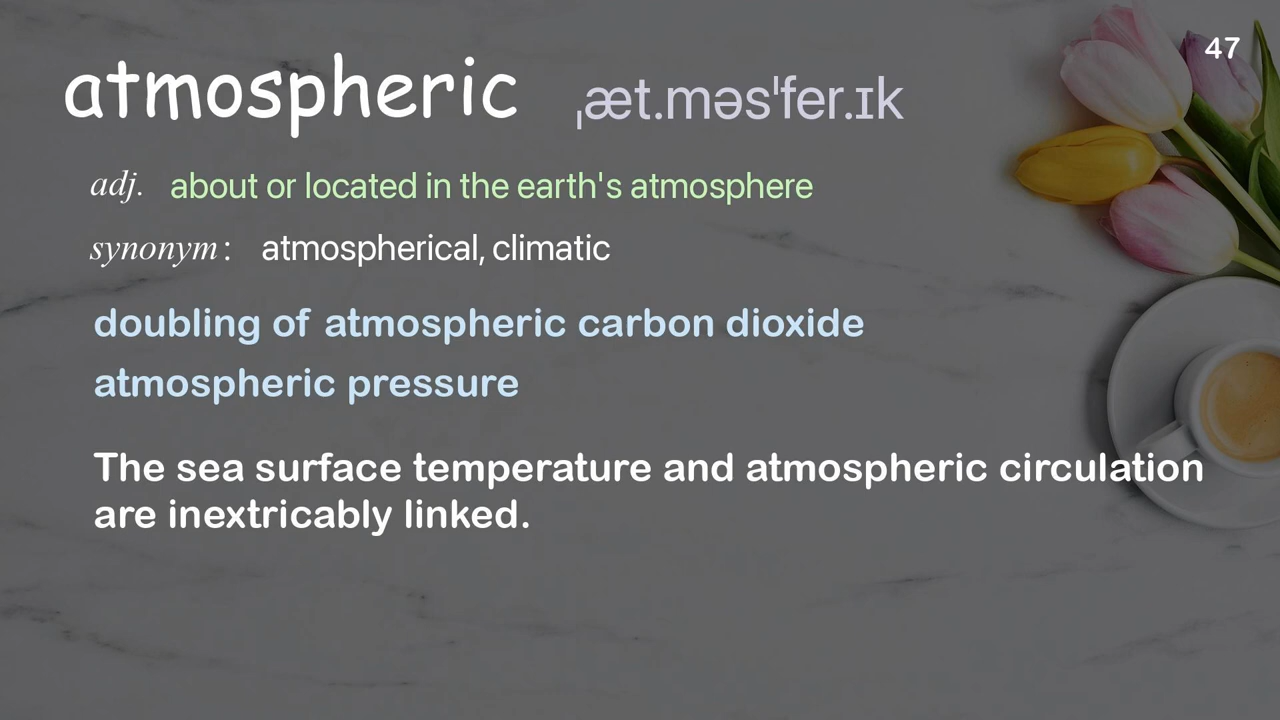 47
atmospheric ˌæt.məsˈfer.ɪk
adj. about or located in the earth's atmosphere
synonym: atmospherical, climatic
doubling of atmospheric carbon dioxide
atmospheric pressure
The sea surface temperature and atmospheric circulation
are inextricably linked.